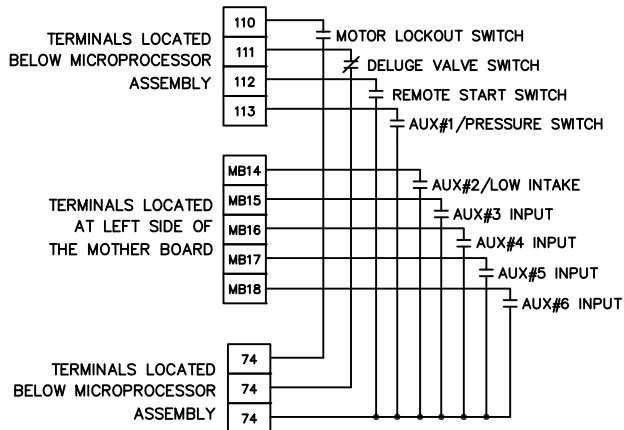 110
MOTOR LOCKOUT SWITCH
TERMINALS LOCATED
BELOW MICROPROCESSOR
ASSEMBLY
111
DELUGE VALVE SWITCH
112
REMOTE START SWITCH
113
AUX#1/PRESSURE SWITCH
MB14
AUX#2/LOW INTAKE
TERMINALS LOCATED
AT LEFT SIDE OF
THE MOTHER BOARD
MB15
AUX#3 INPUT
MB16
AUX#4 INPUT
MB17
AUX#5 INPUT
MB18
AUX#6 INPUT
TERMINALS LOCATED
BELOW MICROPROCESSOR
ASSEMBLY
74
74
74